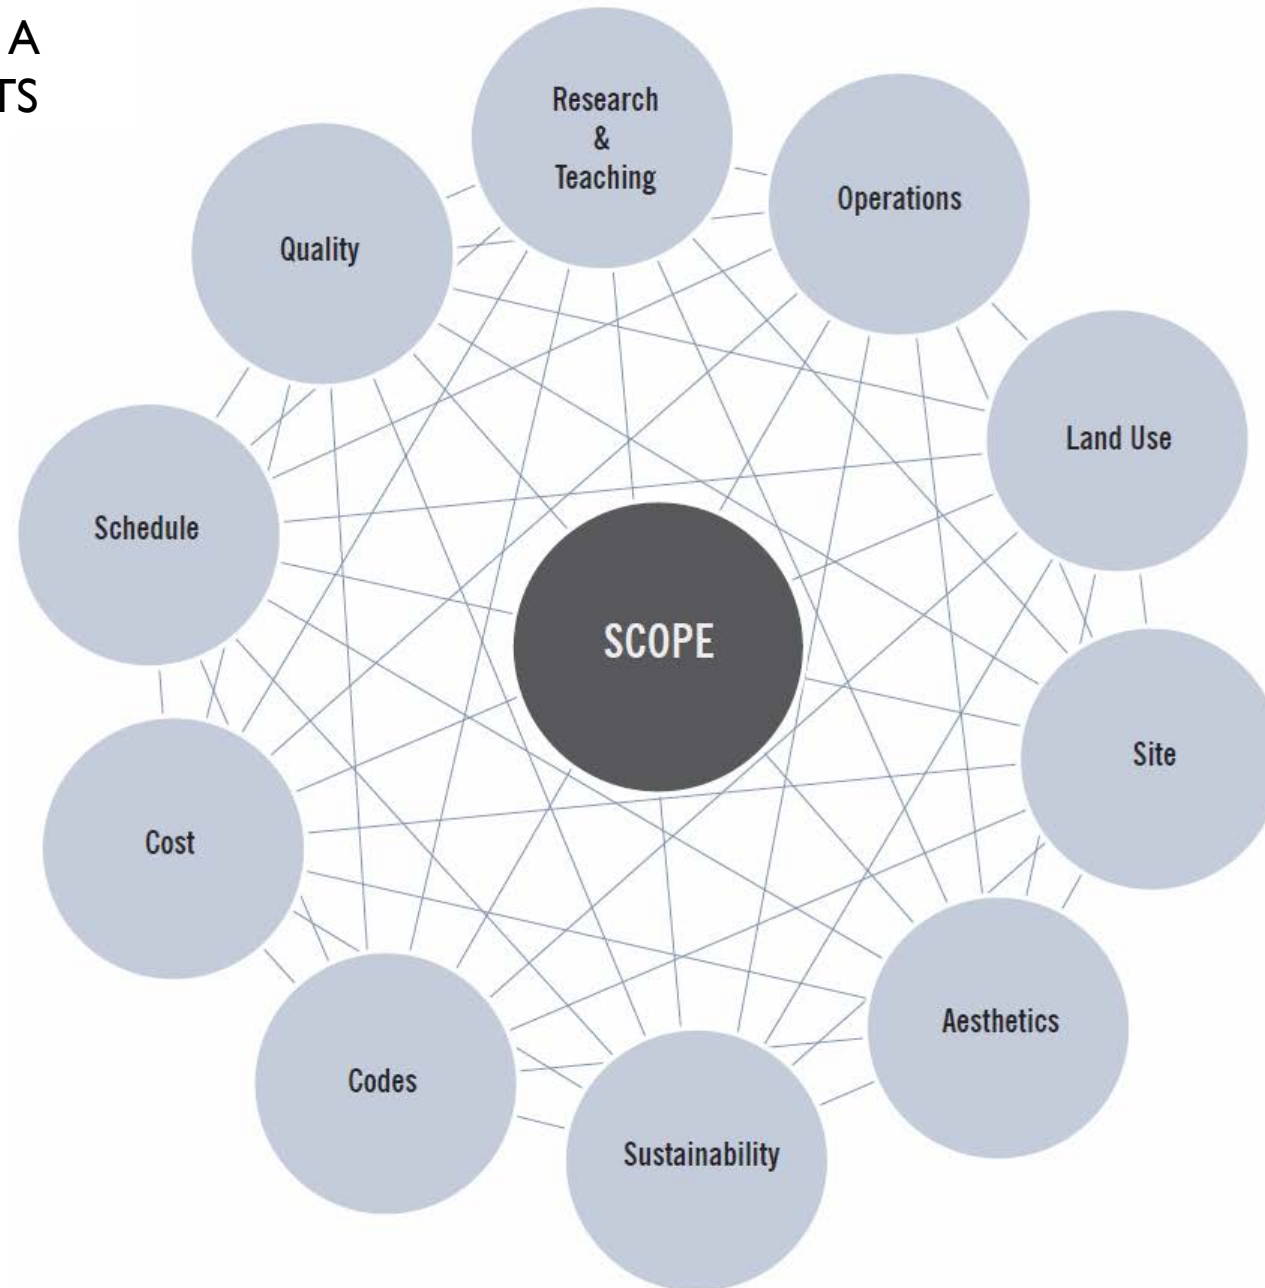 A
TS
Research
&
Teaching
Operations
Quality
Land Use
Schedule
SCOPE
Site
Cost
Aesthetics
Codes
Sustainability